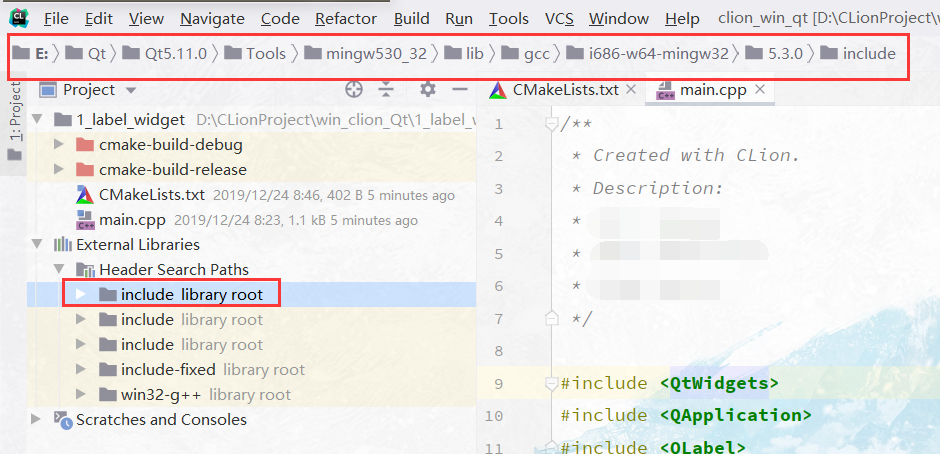 File Edit View Navigate Code Refactor Build Run Tools VCS Window Help clion_win_qt [D:\CLionProject\w
E: Qt Qt5.11.0 Tools mingw530_32 lib gcc i686-w64-mingw32 5.3.0 include
1: Project
Project
CMakeLists.txt main.cpp
1_label_widget D:\CLionProject\win_clion_Qt\1_label_w
cmake-build-debug
cmake-build-release
CMakeLists.txt 2019/12/24 8:46, 402 B 5 minutes ago
main.cpp 2019/12/24 8:23, 1.1 kB 5 minutes ago
External Libraries
Header Search Paths
include library root
include library root
include library root
include-fixed library root
win32-g++ library root
Scratches and Consoles
1 /**
2 * Created with CLion.
3 * Description:
4 *
5 *
6 *
7 */
8
9 #include <QtWidgets>
10 #include <QApplication>
11 #include <QLabel>